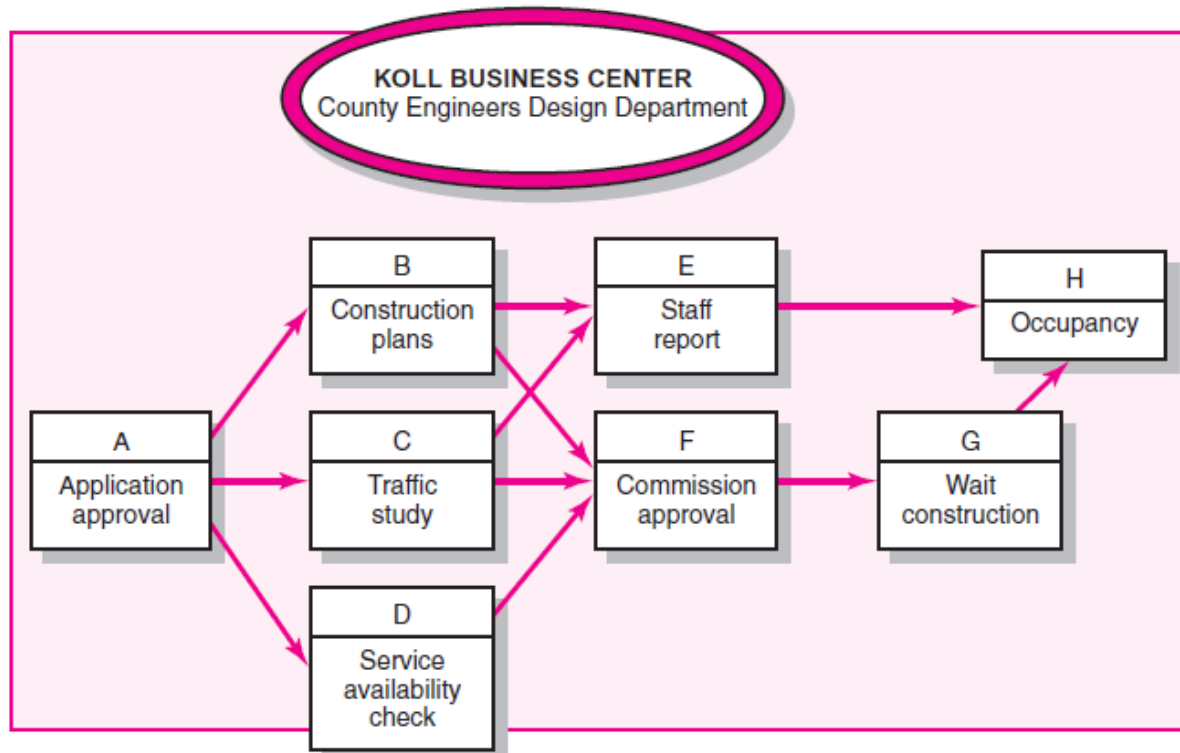 KOLL BUSINESS CENTER
County Engineers Design Department
B
Construction
plans
E
Staff
report
H
Occupancy
A
Application
approval
C
Traffic
study
F
Commission
approval
G
Wait
construction
D
Service
availability
check